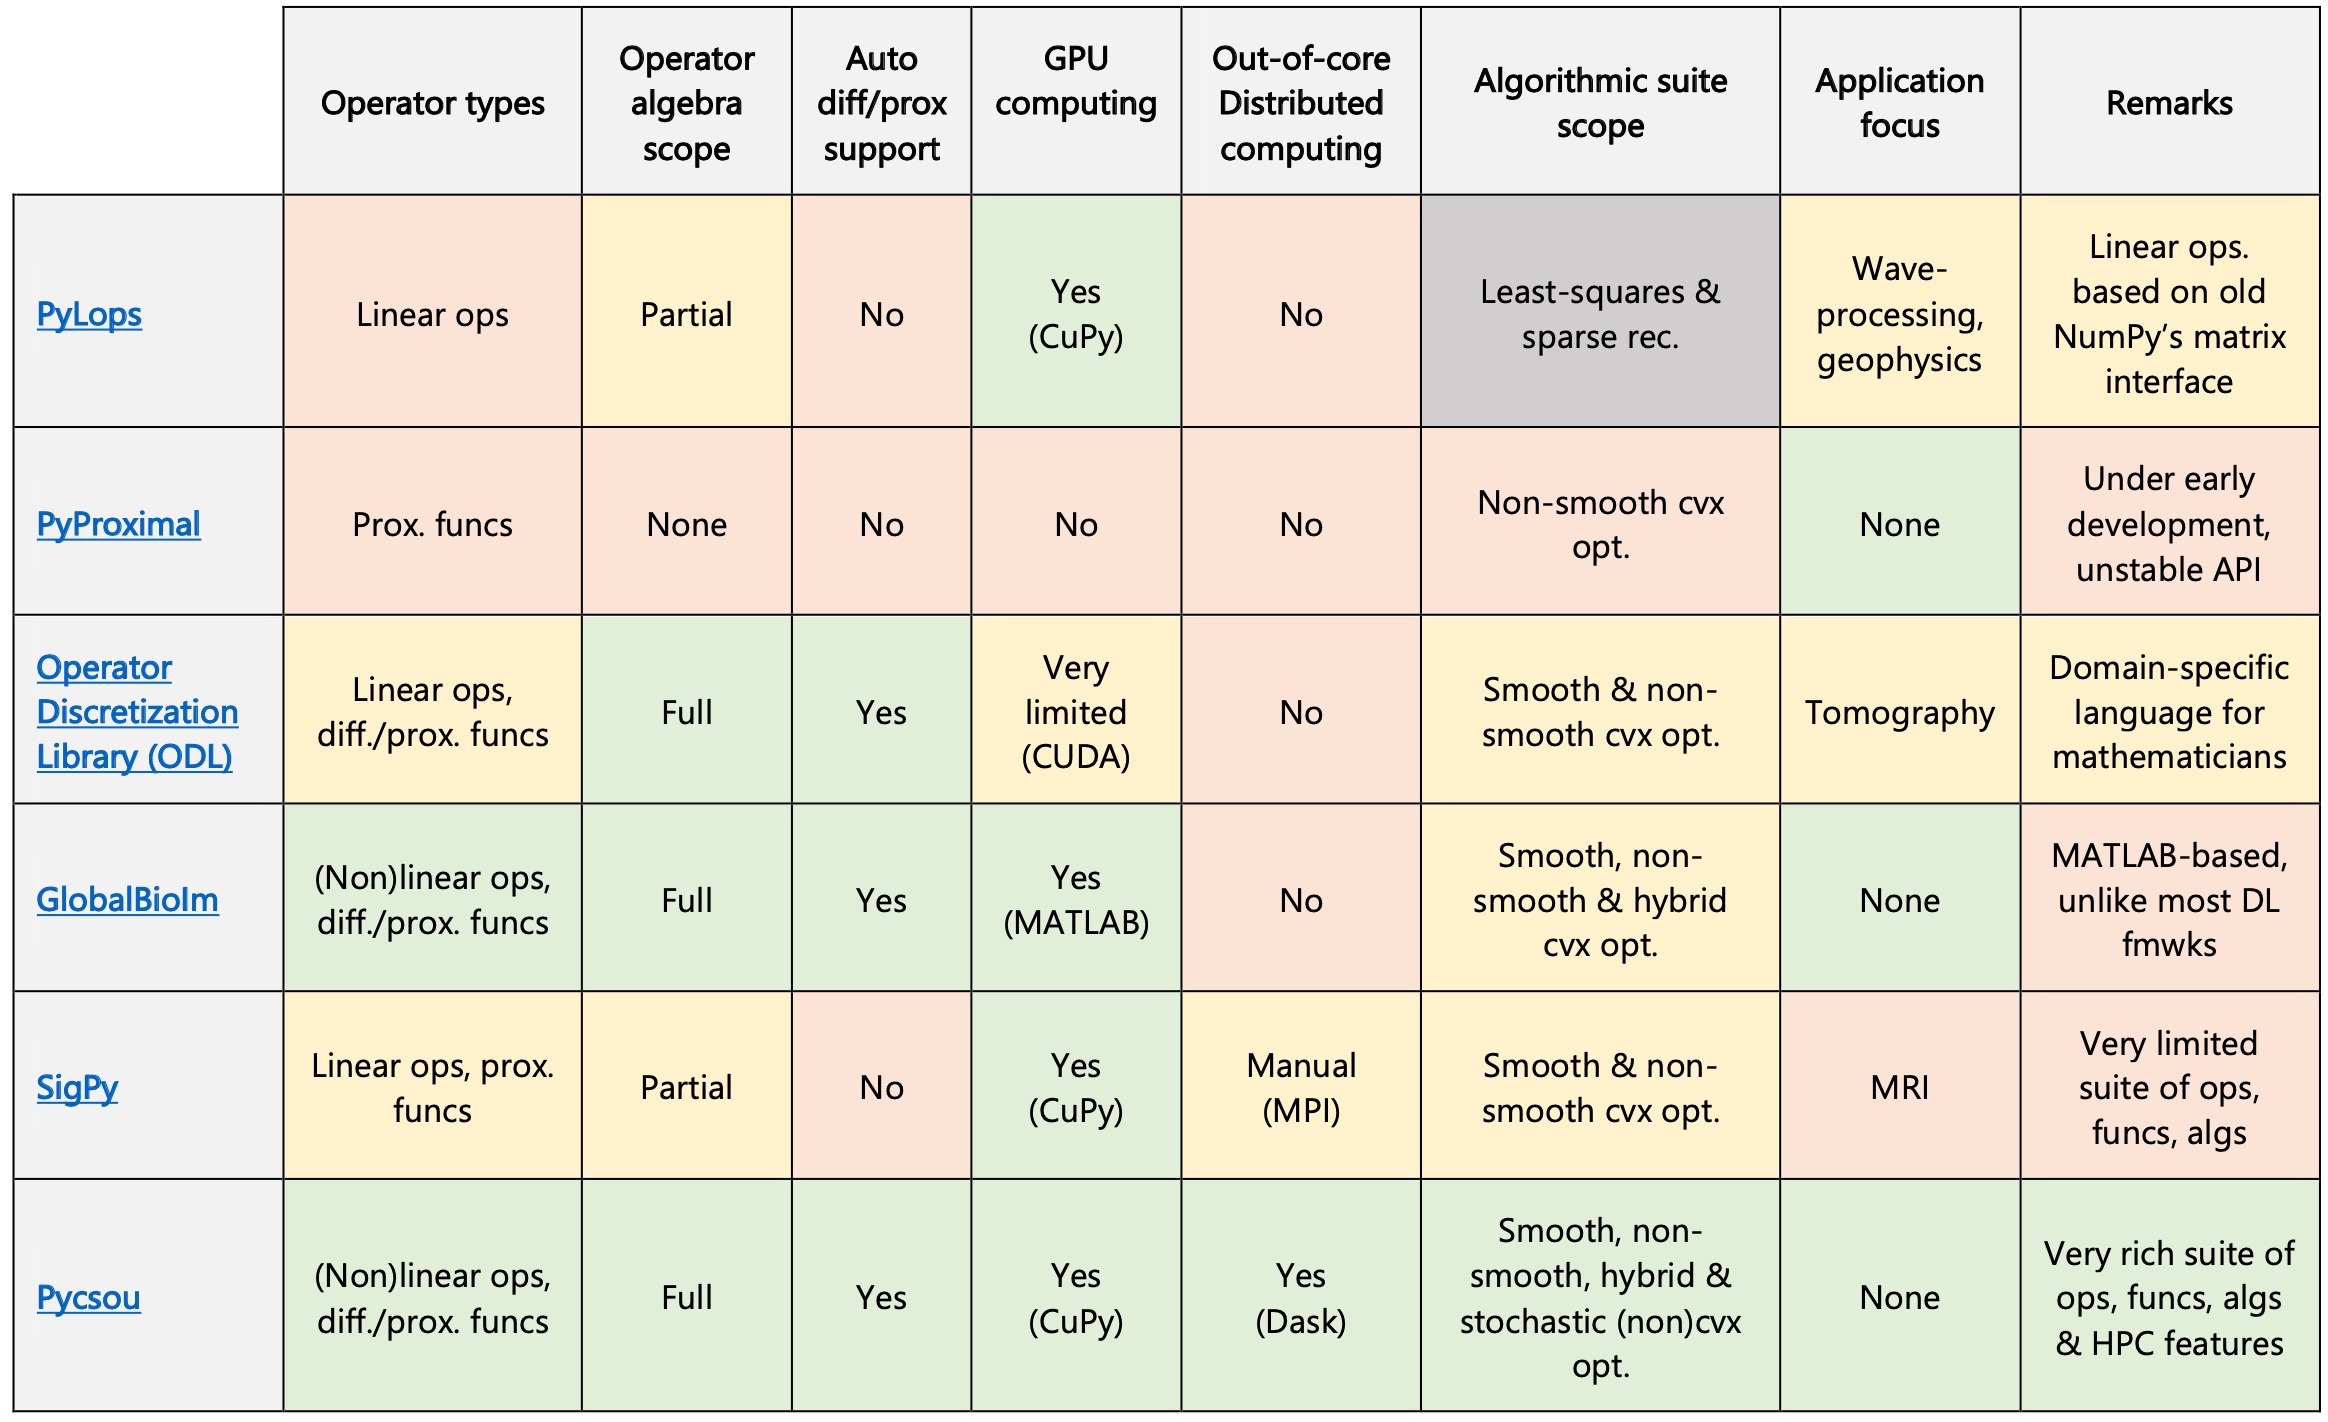 Operator types
Operator
algebra
scope
Auto
diff/prox
support
GPU
computing
Out-of-core
Distributed
computing
Algorithmic suite
scope
Application
focus
Remarks
PyLops
Linear ops
Partial
No
Yes
(CuPy)
No
Least-squares &
sparse rec.
Wave-
processing,
geophysics
Linear ops.
based on old
NumPy’s matrix
interface
PyProximal
Prox. funcs
None
No
No
No
Non-smooth cvx
opt.
None
Under early
development,
unstable API
Operator
Discretization
Library (ODL)
Linear ops,
diff./prox. funcs
Full
Yes
Very
limited
(CUDA)
No
Smooth & non-
smooth cvx opt.
Tomography
Domain-specific
language for
mathematicians
GlobalBioIm
(Non)linear ops,
diff./prox. funcs
Full
Yes
Yes
(MATLAB)
No
Smooth, non-
smooth & hybrid
cvx opt.
None
MATLAB-based,
unlike most DL
fmwks
SigPy
Linear ops, prox.
funcs
Partial
No
Yes
(CuPy)
Manual
(MPI)
Smooth & non-
smooth cvx opt.
MRI
Very limited
suite of ops,
funcs, algs
Pycsou
(Non)linear ops,
diff./prox. funcs
Full
Yes
Yes
(CuPy)
Yes
(Dask)
Smooth, non-
smooth, hybrid &
stochastic (non)cvx
opt.
None
Very rich suite of
ops, funcs, algs
& HPC features